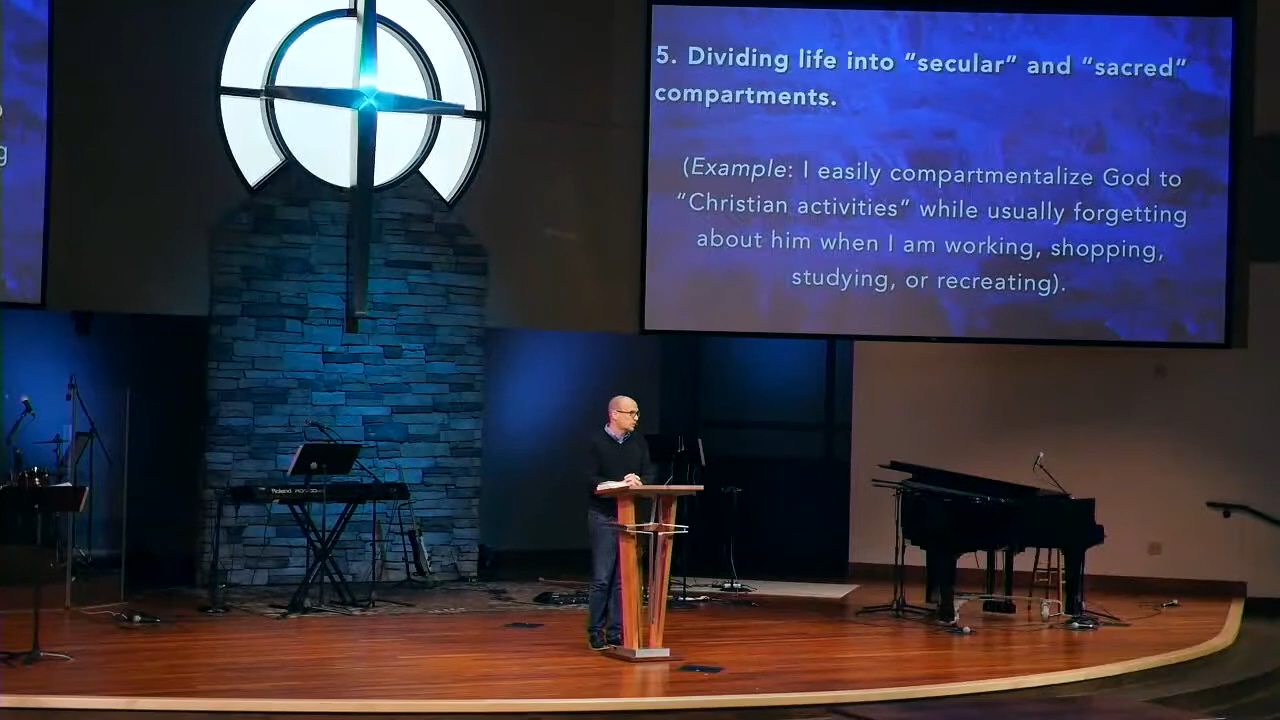 5. Dividing life into “secular” and “sacred”
compartments.
(Example: I easily compartmentalize God to
“Christian activities” while usually forgetting
about him when I am working, shopping,
studying, or recreating).
g
Roland